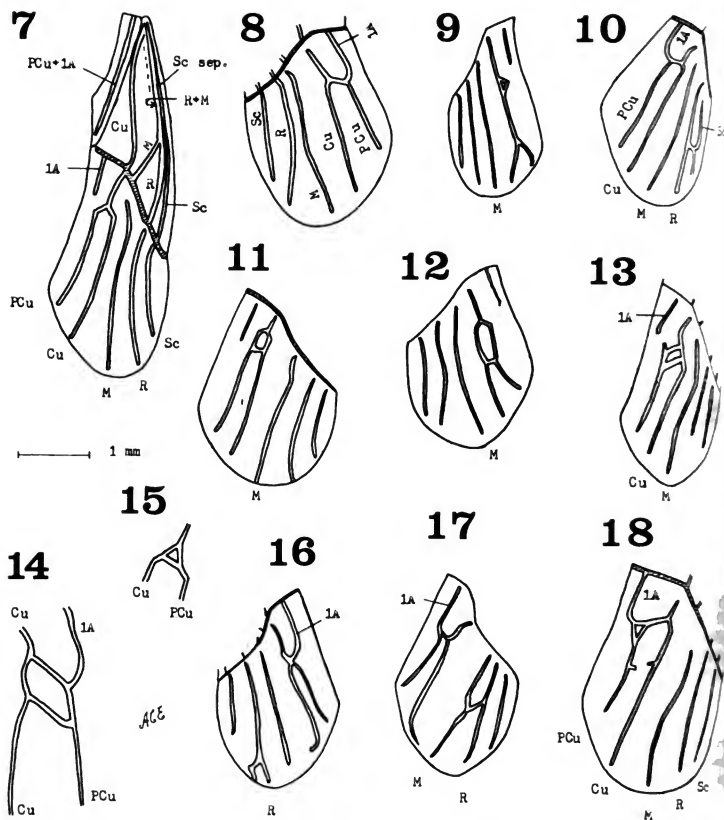 7
8
9
10
PCu+1A
Sc sep.
R+M
Cu
M
1A
R
Sc
PCu
Cu
M
R
Sc
1 mm
1A
Sc
R
M
Cu
PCu
M
1A
PCu
Cu
M
R
11
12
13
M
M
1A
Cu
M
14
15
16
17
18
Cu
1A
Cu
PCu
Cu
PCu
ACE
1A
R
1A
M
R
1A
PCu
Cu
M
R
Sc